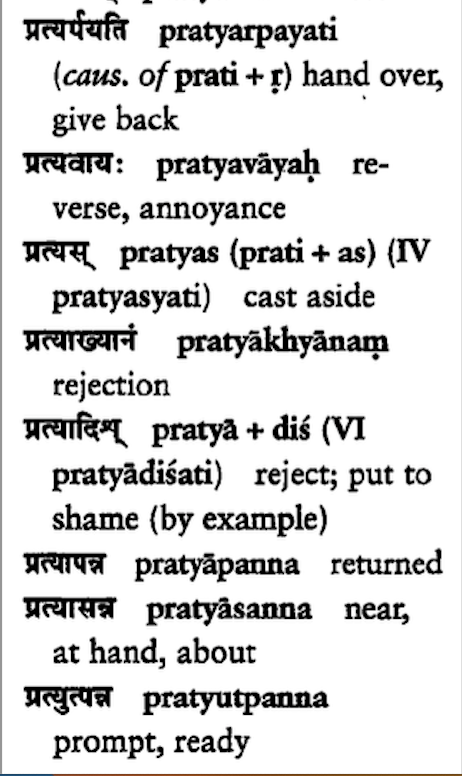 प्रत्यर्पयति pratyarpayati
(caus. of prati + ṛ) hand over,
give back
प्रत्यवायः pratyavāyaḥ re-
verse, annoyance
प्रत्यस् pratyas (prati + as) (IV
pratyasyati) cast aside
प्रत्याख्यानं pratyākhyānaṃ
rejection
प्रत्यादिश् pratyā + diś (VI
pratyādiśati) reject; put to
shame (by example)
प्रत्यापन्न pratyāpanna returned
प्रत्यासन्न pratyāsanna near,
at hand, about
प्रत्युत्पन्न pratyutpanna
prompt, ready